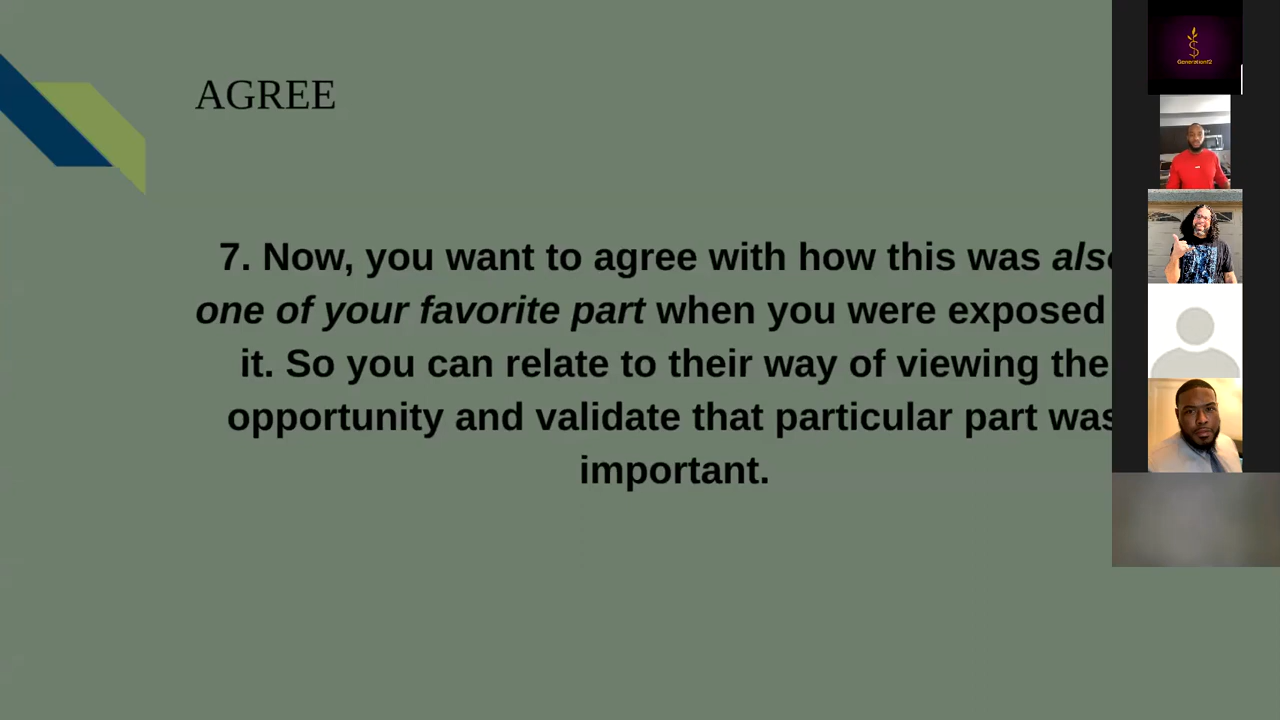 AGREE
7. Now, you want to agree with how this was
one of your favorite part when you were exposed
it. So you can relate to their way of viewing the
opportunity and validate that particular part was
important.